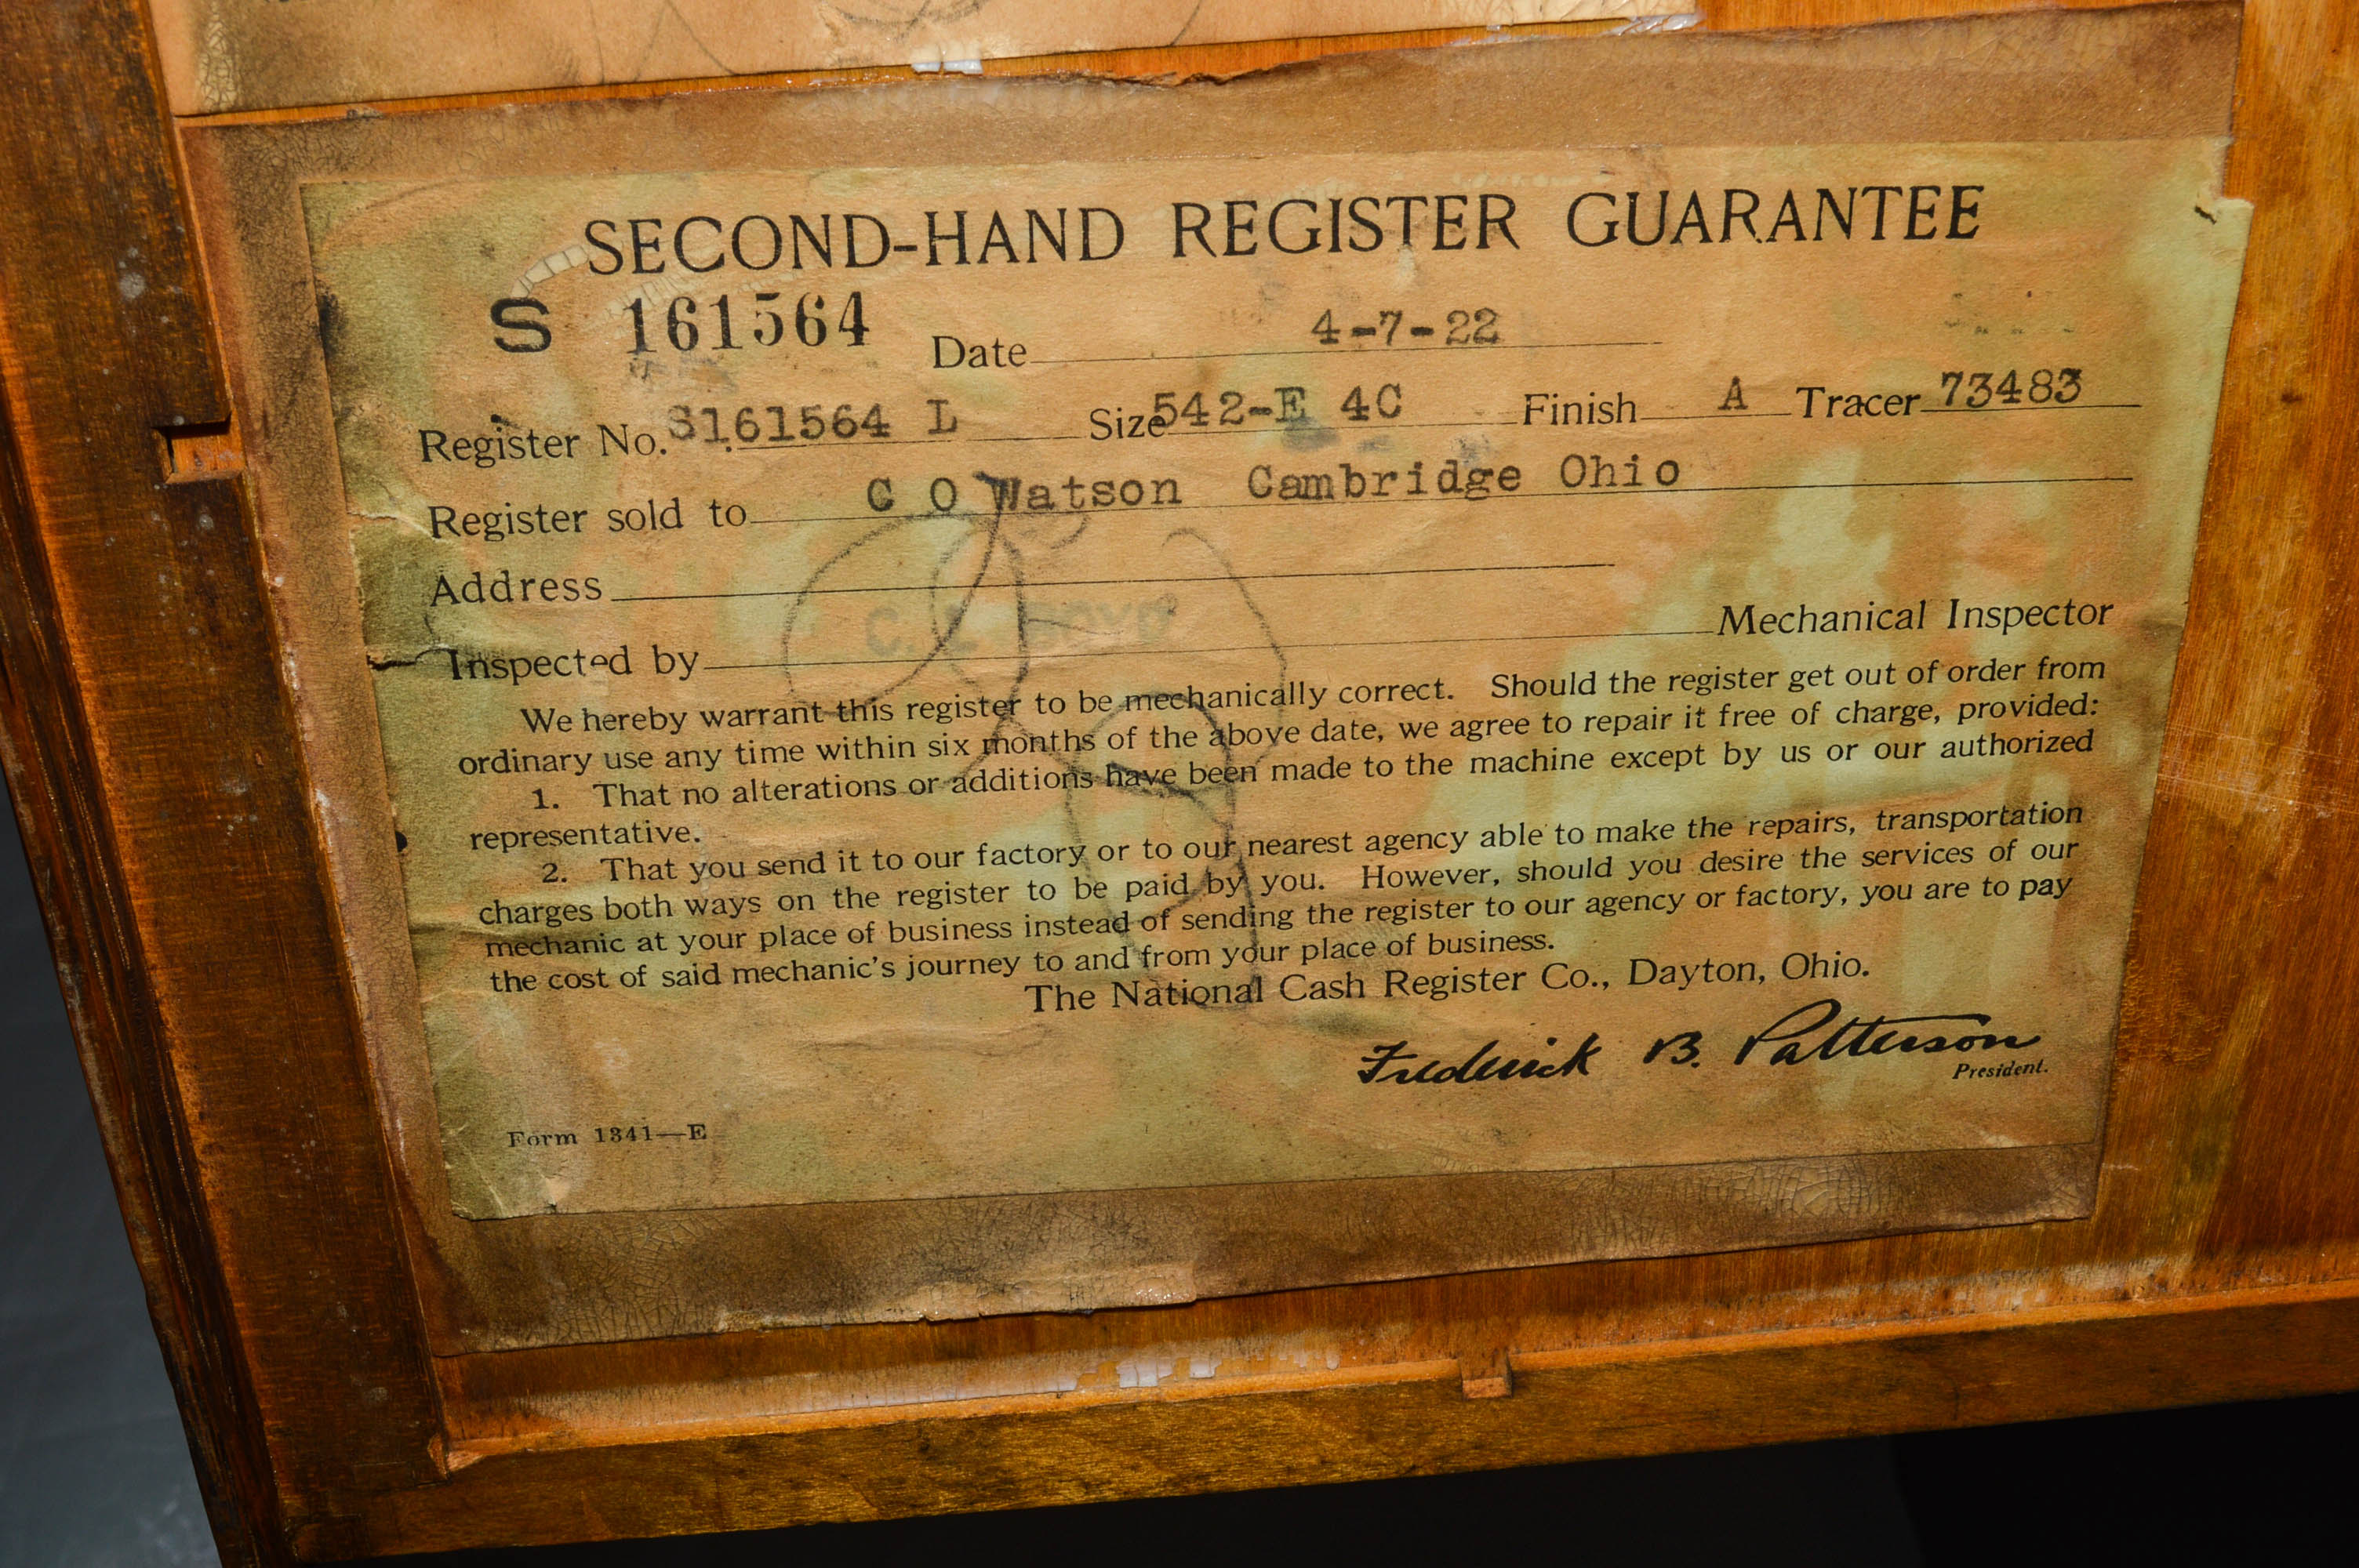 SECOND-HAND REGISTER GUARANTEE
S 161564 Date 4-7-22
Register No. S161564 L Size 542-E 4C Finish A Tracer 73483
Register sold to C O Watson Cambridge Ohio
Address
Inspected by C. L. Mechanical Inspector
We hereby warrant this register to be mechanically correct. Should the register get out of order from
ordinary use any time within six months of the above date, we agree to repair it free of charge, provided:
1. That no alterations or additions have been made to the machine except by us or our authorized
representative.
2. That you send it to our factory or to our nearest agency able to make the repairs, transportation
charges both ways on the register to be paid by you. However, should you desire the services of our
mechanic at your place of business instead of sending the register to our agency or factory, you are to pay
the cost of said mechanic's journey to and from your place of business.
The National Cash Register Co., Dayton, Ohio.
Frederick B. Patterson
President.
Form 1341—E